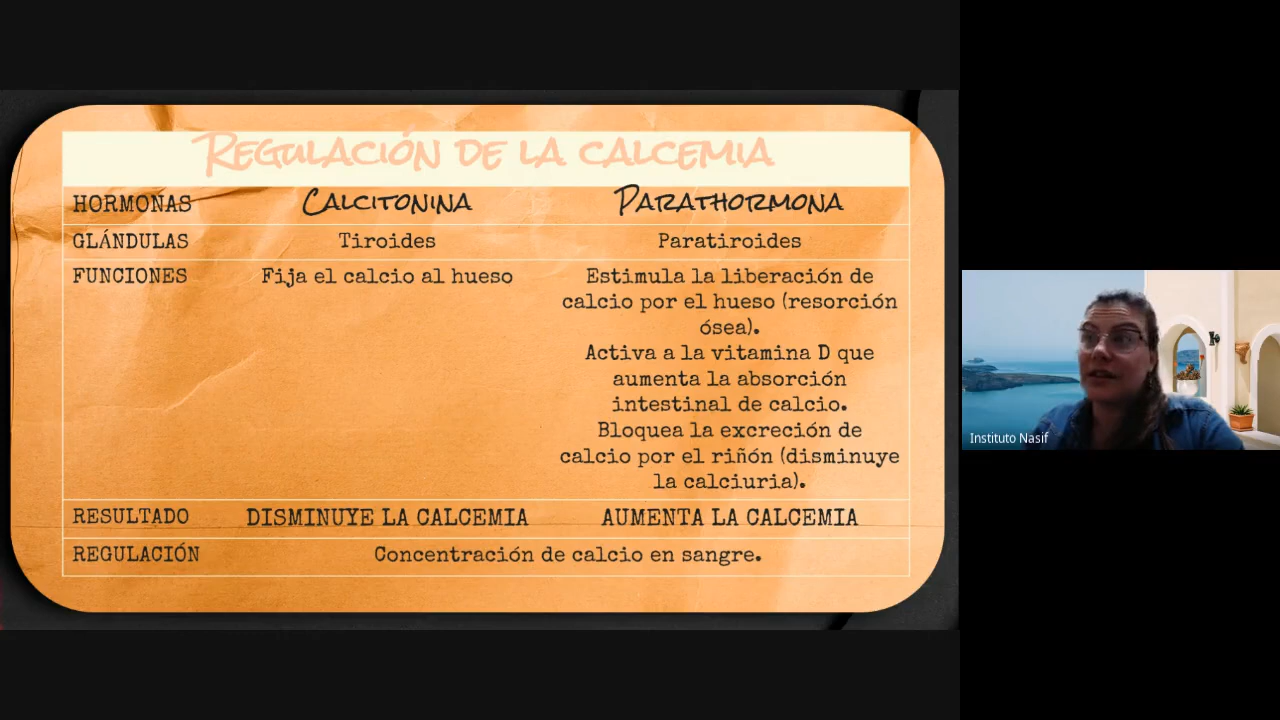 Regulación de la calcemia
HORMONAS Calcitonina Parathormona
GLÁNDULAS Tiroides Paratiroides
FUNCIONES Fija el calcio al hueso Estimula la liberación de
calcio por el hueso (resorción
ósea).
Activa a la vitamina D que
aumenta la absorción
intestinal de calcio.
Bloquea la excreción de
calcio por el riñón (disminuye
la calciuria).
RESULTADO DISMINUYE LA CALCEMIA AUMENTA LA CALCEMIA
REGULACIÓN Concentración de calcio en sangre.
Instituto Nasif